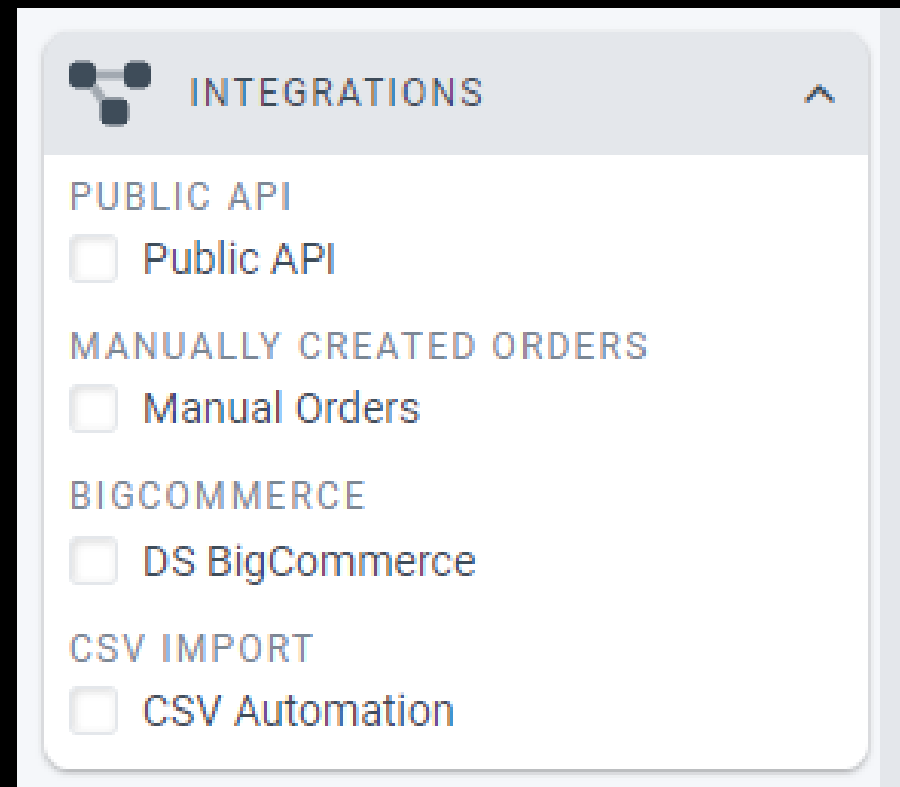 INTEGRATIONS
PUBLIC API
Public API
MANUALLY CREATED ORDERS
Manual Orders
BIGCOMMERCE
DS BigCommerce
CSV IMPORT
CSV Automation